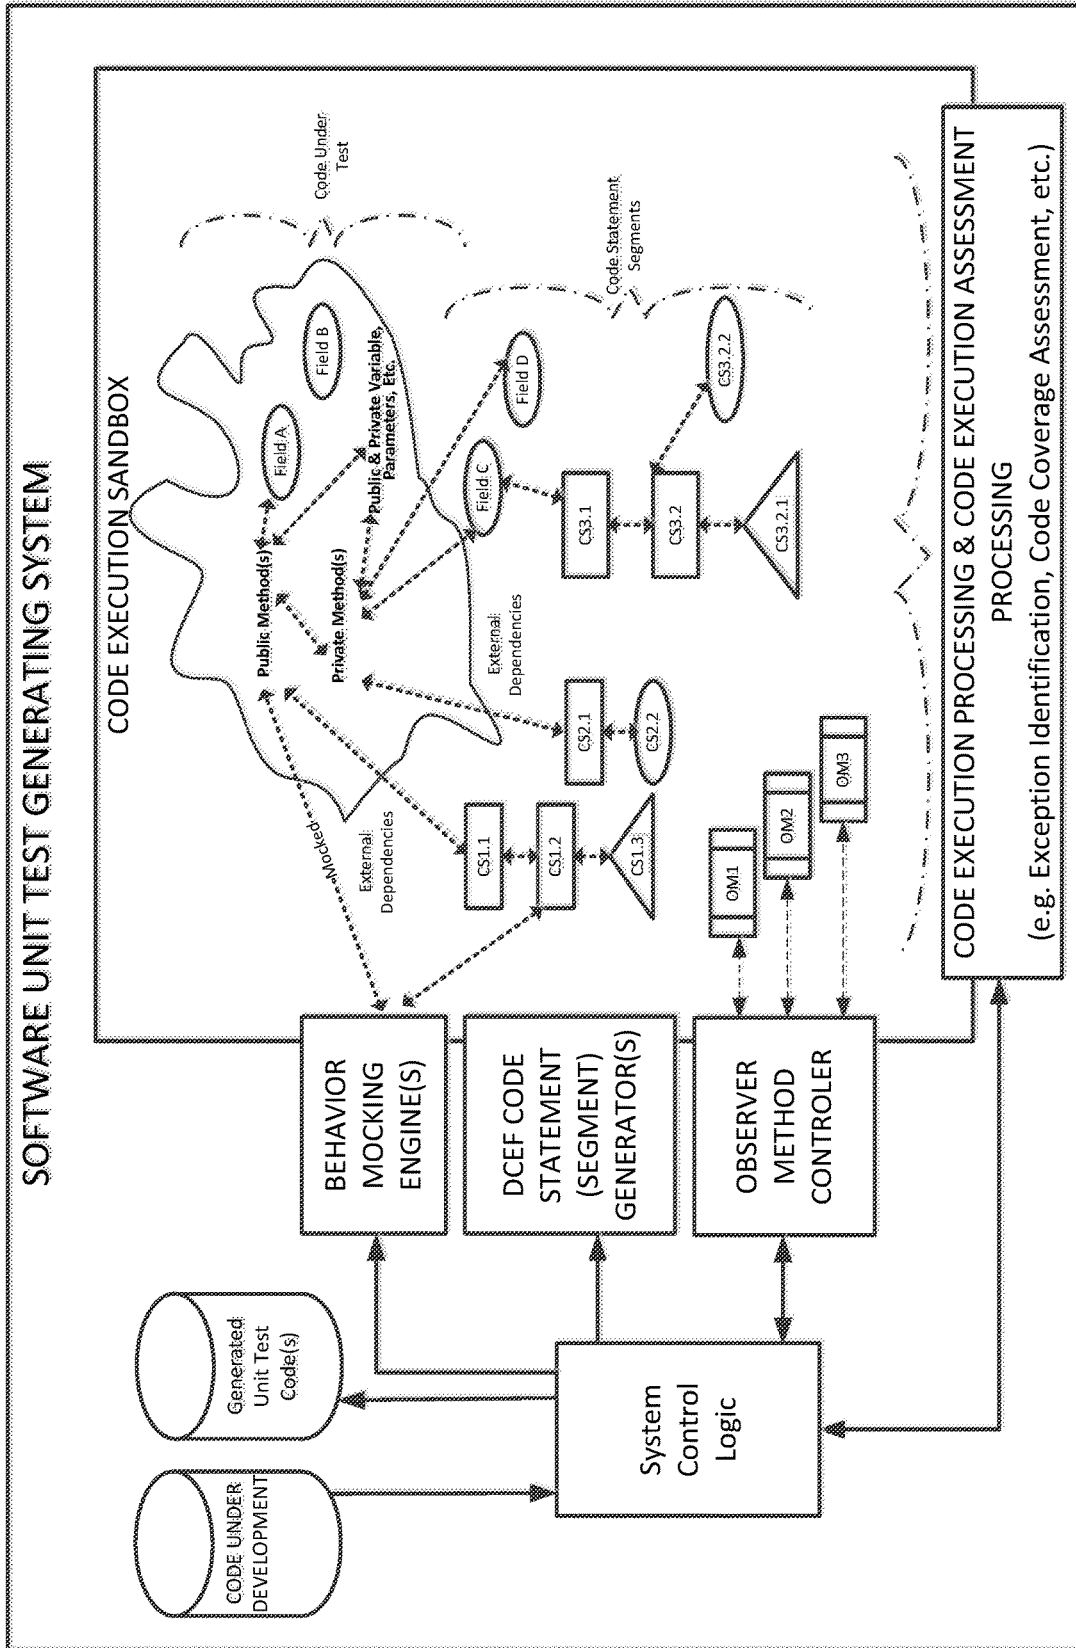 SOFTWARE UNIT TEST GENERATING SYSTEM
CODE UNDER
DEVELOPMENT
Generated
Unit Test
Code(s)
System
Control
Logic
BEHAVIOR
MOCKING
ENGINE(S)
DCEF CODE
STATEMENT
(SEGMENT)
GENERATOR(S)
OBSERVER
METHOD
CONTROLER
CODE EXECUTION SANDBOX
Mocked
External
Dependencies
Public Method(s)
Private Method(s)
Field A
Field B
Public & Private Variable,
Parameters, Etc.
Code Under
Test
External
Dependencies
Field C
Field D
Code Statement
Segments
CS1.1
CS1.2
CS1.3
CS2.1
CS2.2
CS3.1
CS3.2
CS3.2.1
CS3.2.2
OM1
OM2
OM3
CODE EXECUTION PROCESSING & CODE EXECUTION ASSESSMENT
PROCESSING
(e.g. Exception Identification, Code Coverage Assessment, etc.)